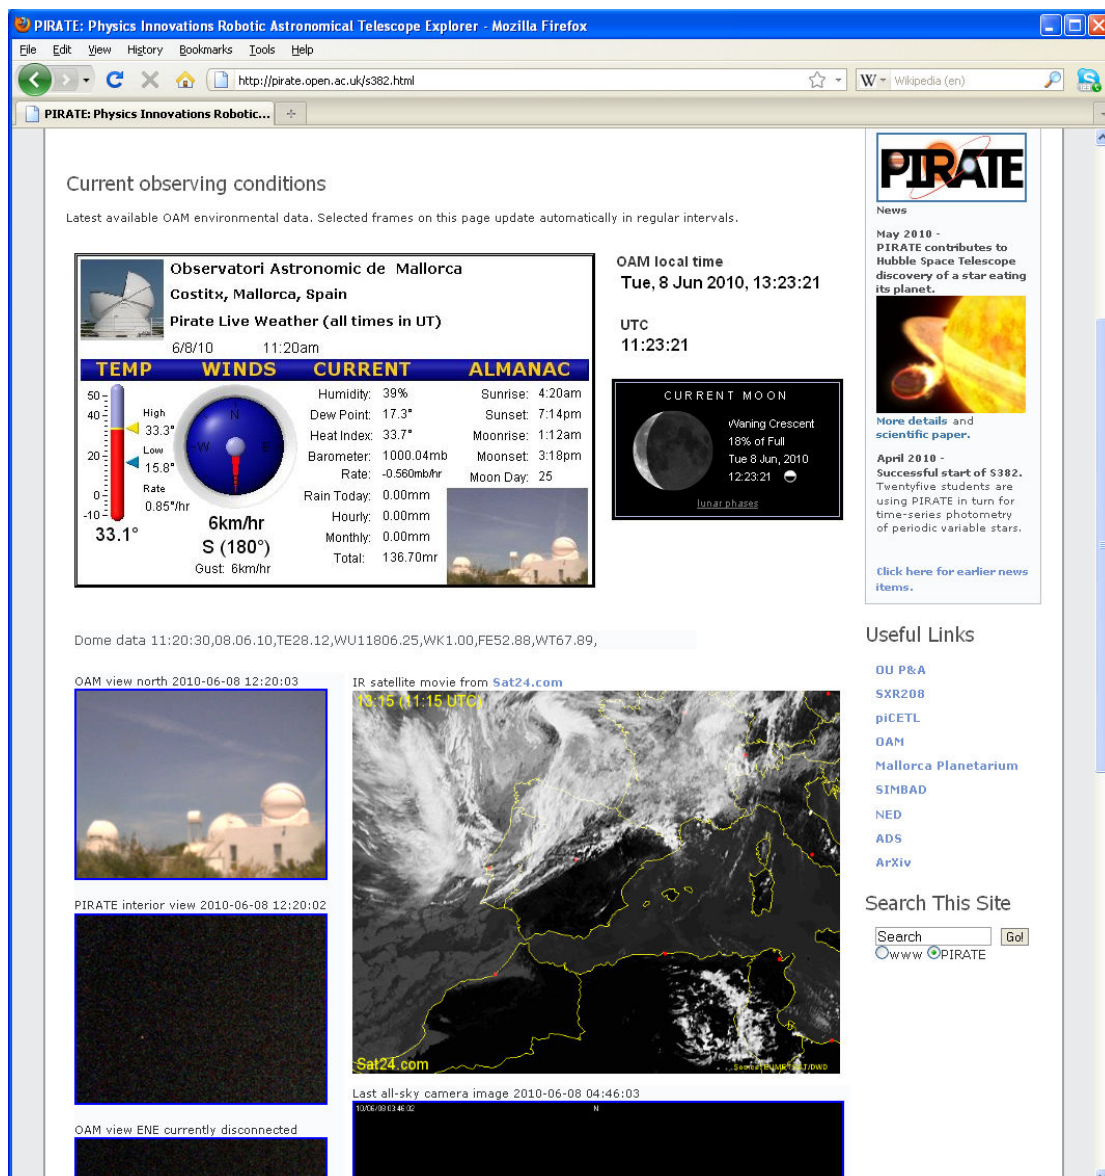 PIRATE: Physics Innovations Robotic Astronomical Telescope Explorer - Mozilla Firefox
File Edit View History Bookmarks Tools Help
http://pirate.open.ac.uk/s382.html
W Wikipedia (en)
PIRATE: Physics Innovations Robotic...
Current observing conditions
Latest available OAM environmental data. Selected frames on this page update automatically in regular intervals.
Observatori Astronomic de Mallorca
Costitx, Mallorca, Spain
Pirate Live Weather (all times in UT)
6/8/10 11:20am
TEMP WINDS CURRENT ALMANAC
50
40
20
0
-10
High
33.3°
Low
15.8°
Rate
0.85°/hr
33.1°
N
W E
6km/hr
S (180°)
Gust: 6km/hr
Humidity: 39%
Dew Point: 17.3°
Heat Index: 33.7°
Barometer: 1000.04mb
Rate: -0.560mb/hr
Rain Today: 0.00mm
Hourly: 0.00mm
Monthly: 0.00mm
Total: 136.70mr
Sunrise: 4:20am
Sunset: 7:14pm
Moonrise: 1:12am
Moonset: 3:18pm
Moon Day: 25
OAM local time
Tue, 8 Jun 2010, 13:23:21
UTC
11:23:21
CURRENT MOON
Waning Crescent
18% of Full
Tue 8 Jun, 2010
12:23:21
lunar phases
Dome data 11:20:30,08.06.10,TE28.12,WU11806.25,WK1.00,FE52.88,WT67.89,
OAM view north 2010-06-08 12:20:03
PIRATE interior view 2010-06-08 12:20:02
OAM view ENE currently disconnected
IR satellite movie from Sat24.com
13:15 (11:15 UTC)
Sat24.com
Last all-sky camera image 2010-06-08 04:46:03
10/06/08 03:46:02 N
PIRATE
News
May 2010 -
PIRATE contributes to
Hubble Space Telescope
discovery of a star eating
its planet.
More details and
scientific paper.
April 2010 -
Successful start of S382.
Twentyfive students are
using PIRATE in turn for
time-series photometry
of periodic variable stars.
Click here for earlier news
items.
Useful Links
OU P&A
SXR208
piCETL
OAM
Mallorca Planetarium
SIMBAD
NED
ADS
ArXiv
Search This Site
Search Go!
www PIRATE